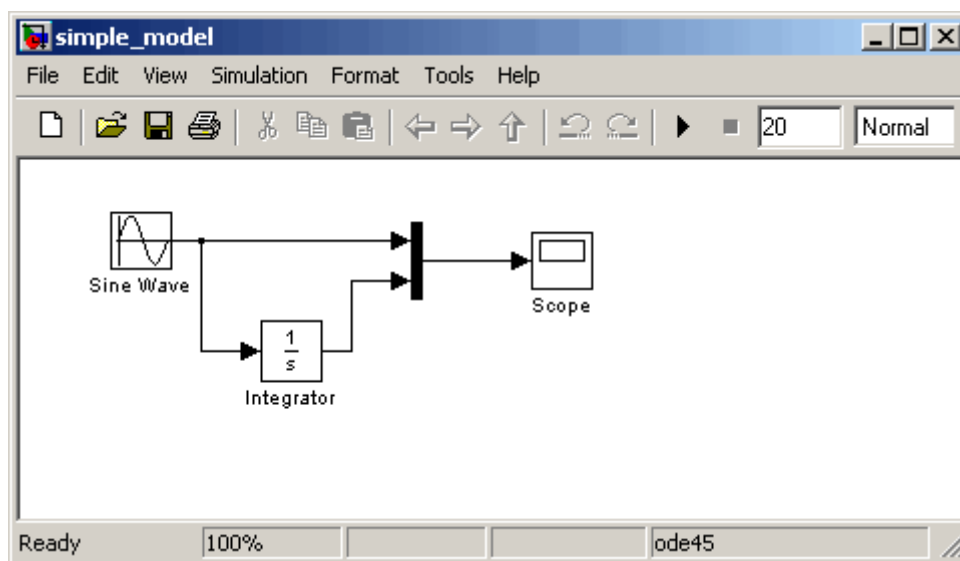 simple_model
File Edit View Simulation Format Tools Help
20 Normal
Sine Wave
Scope
1
s
Integrator
Ready 100% ode45